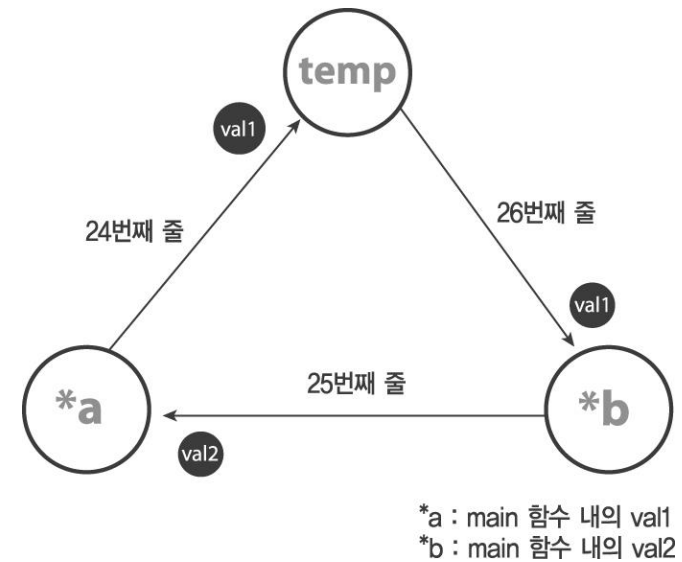 temp
val1
24번째 줄
26번째 줄
val1
25번째 줄
*a
*b
val2
*a : main 함수 내의 val1
*b : main 함수 내의 val2